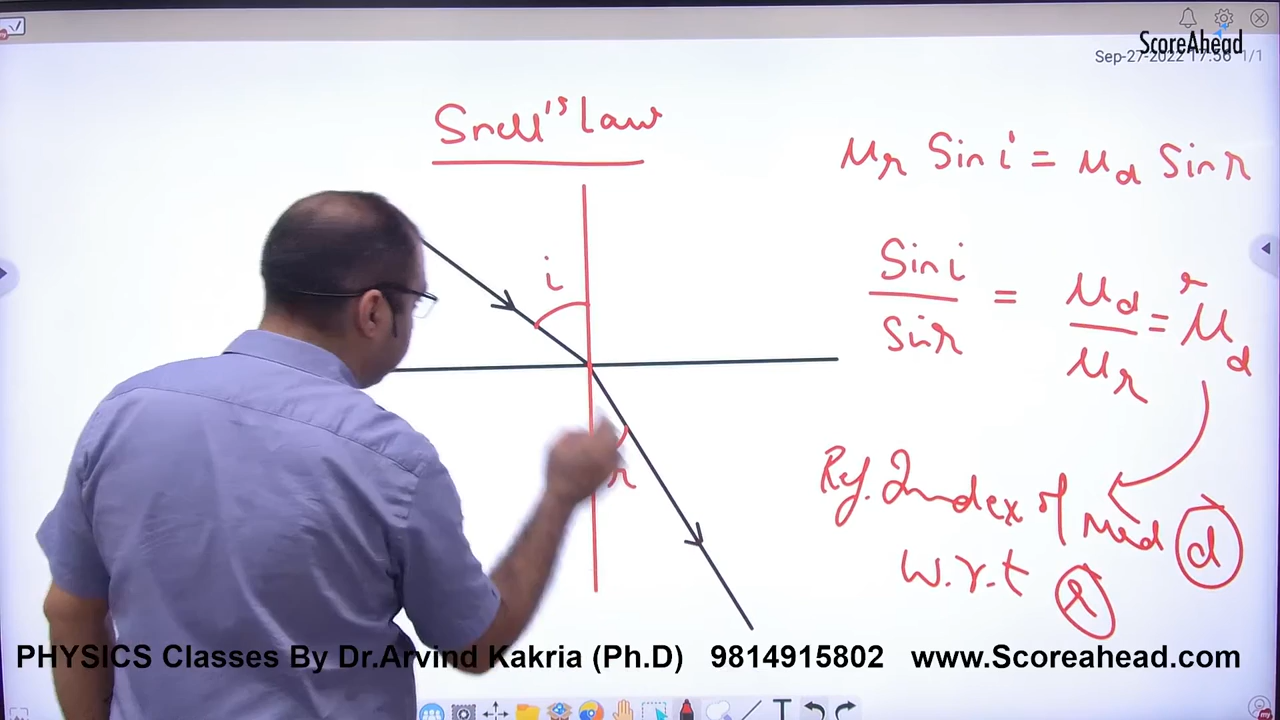 ScoreAhead
Sep-27-2022 17:56 1/1
Snell's Law
μr Sin i = μd Sin r
i
Sin i / Sin r = μd / μr = rμd
r
Ref. Index of Med d
w.r.t r
PHYSICS Classes By Dr.Arvind Kakria (Ph.D) 9814915802 www.Scoreahead.com